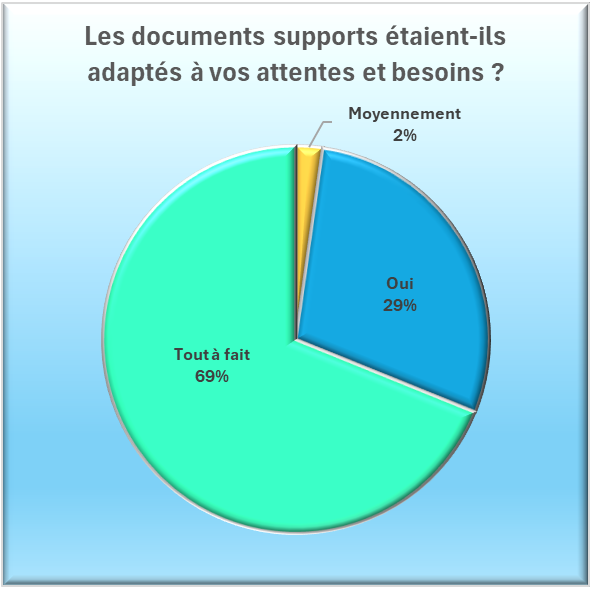 Les documents supports étaient-ils
adaptés à vos attentes et besoins ?
Moyennement
2%
Oui
29%
Tout à fait
69%